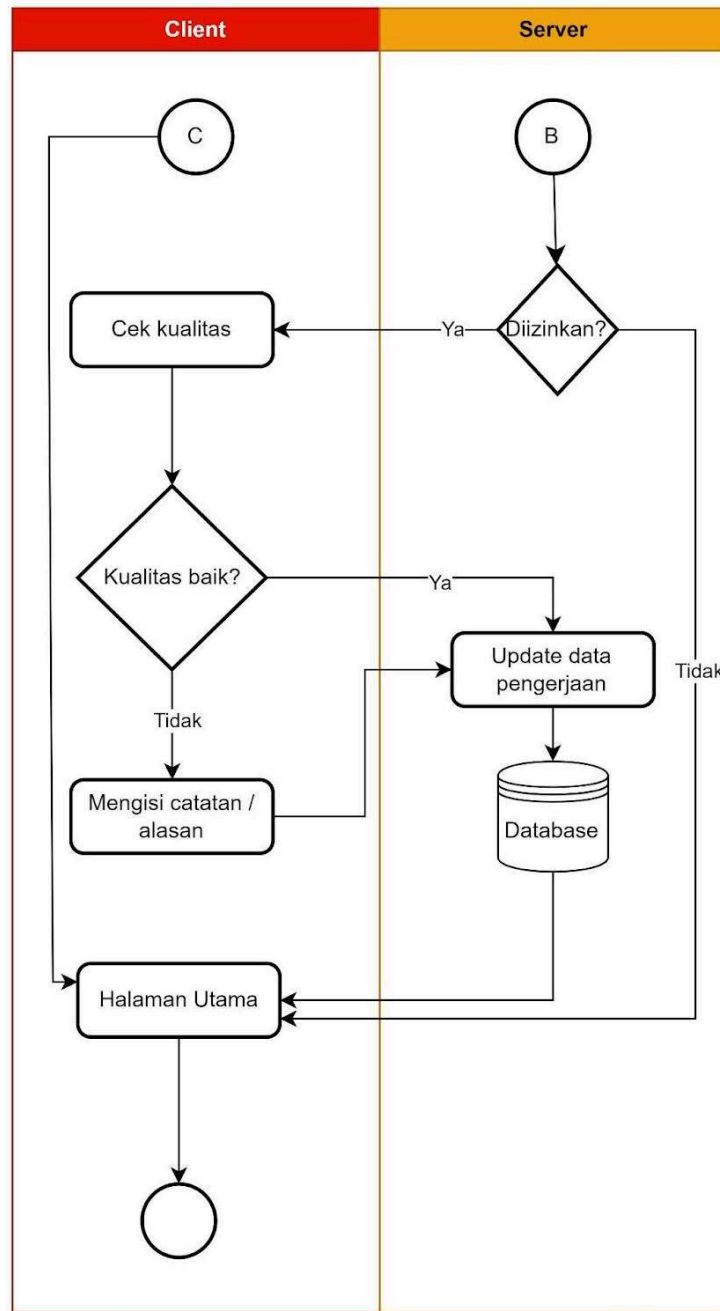 Client
Server
C
B
Cek kualitas
Ya
Diizinkan?
Kualitas baik?
Ya
Update data
pengerjaan
Tidak
Tidak
Mengisi catatan /
alasan
Database
Halaman Utama